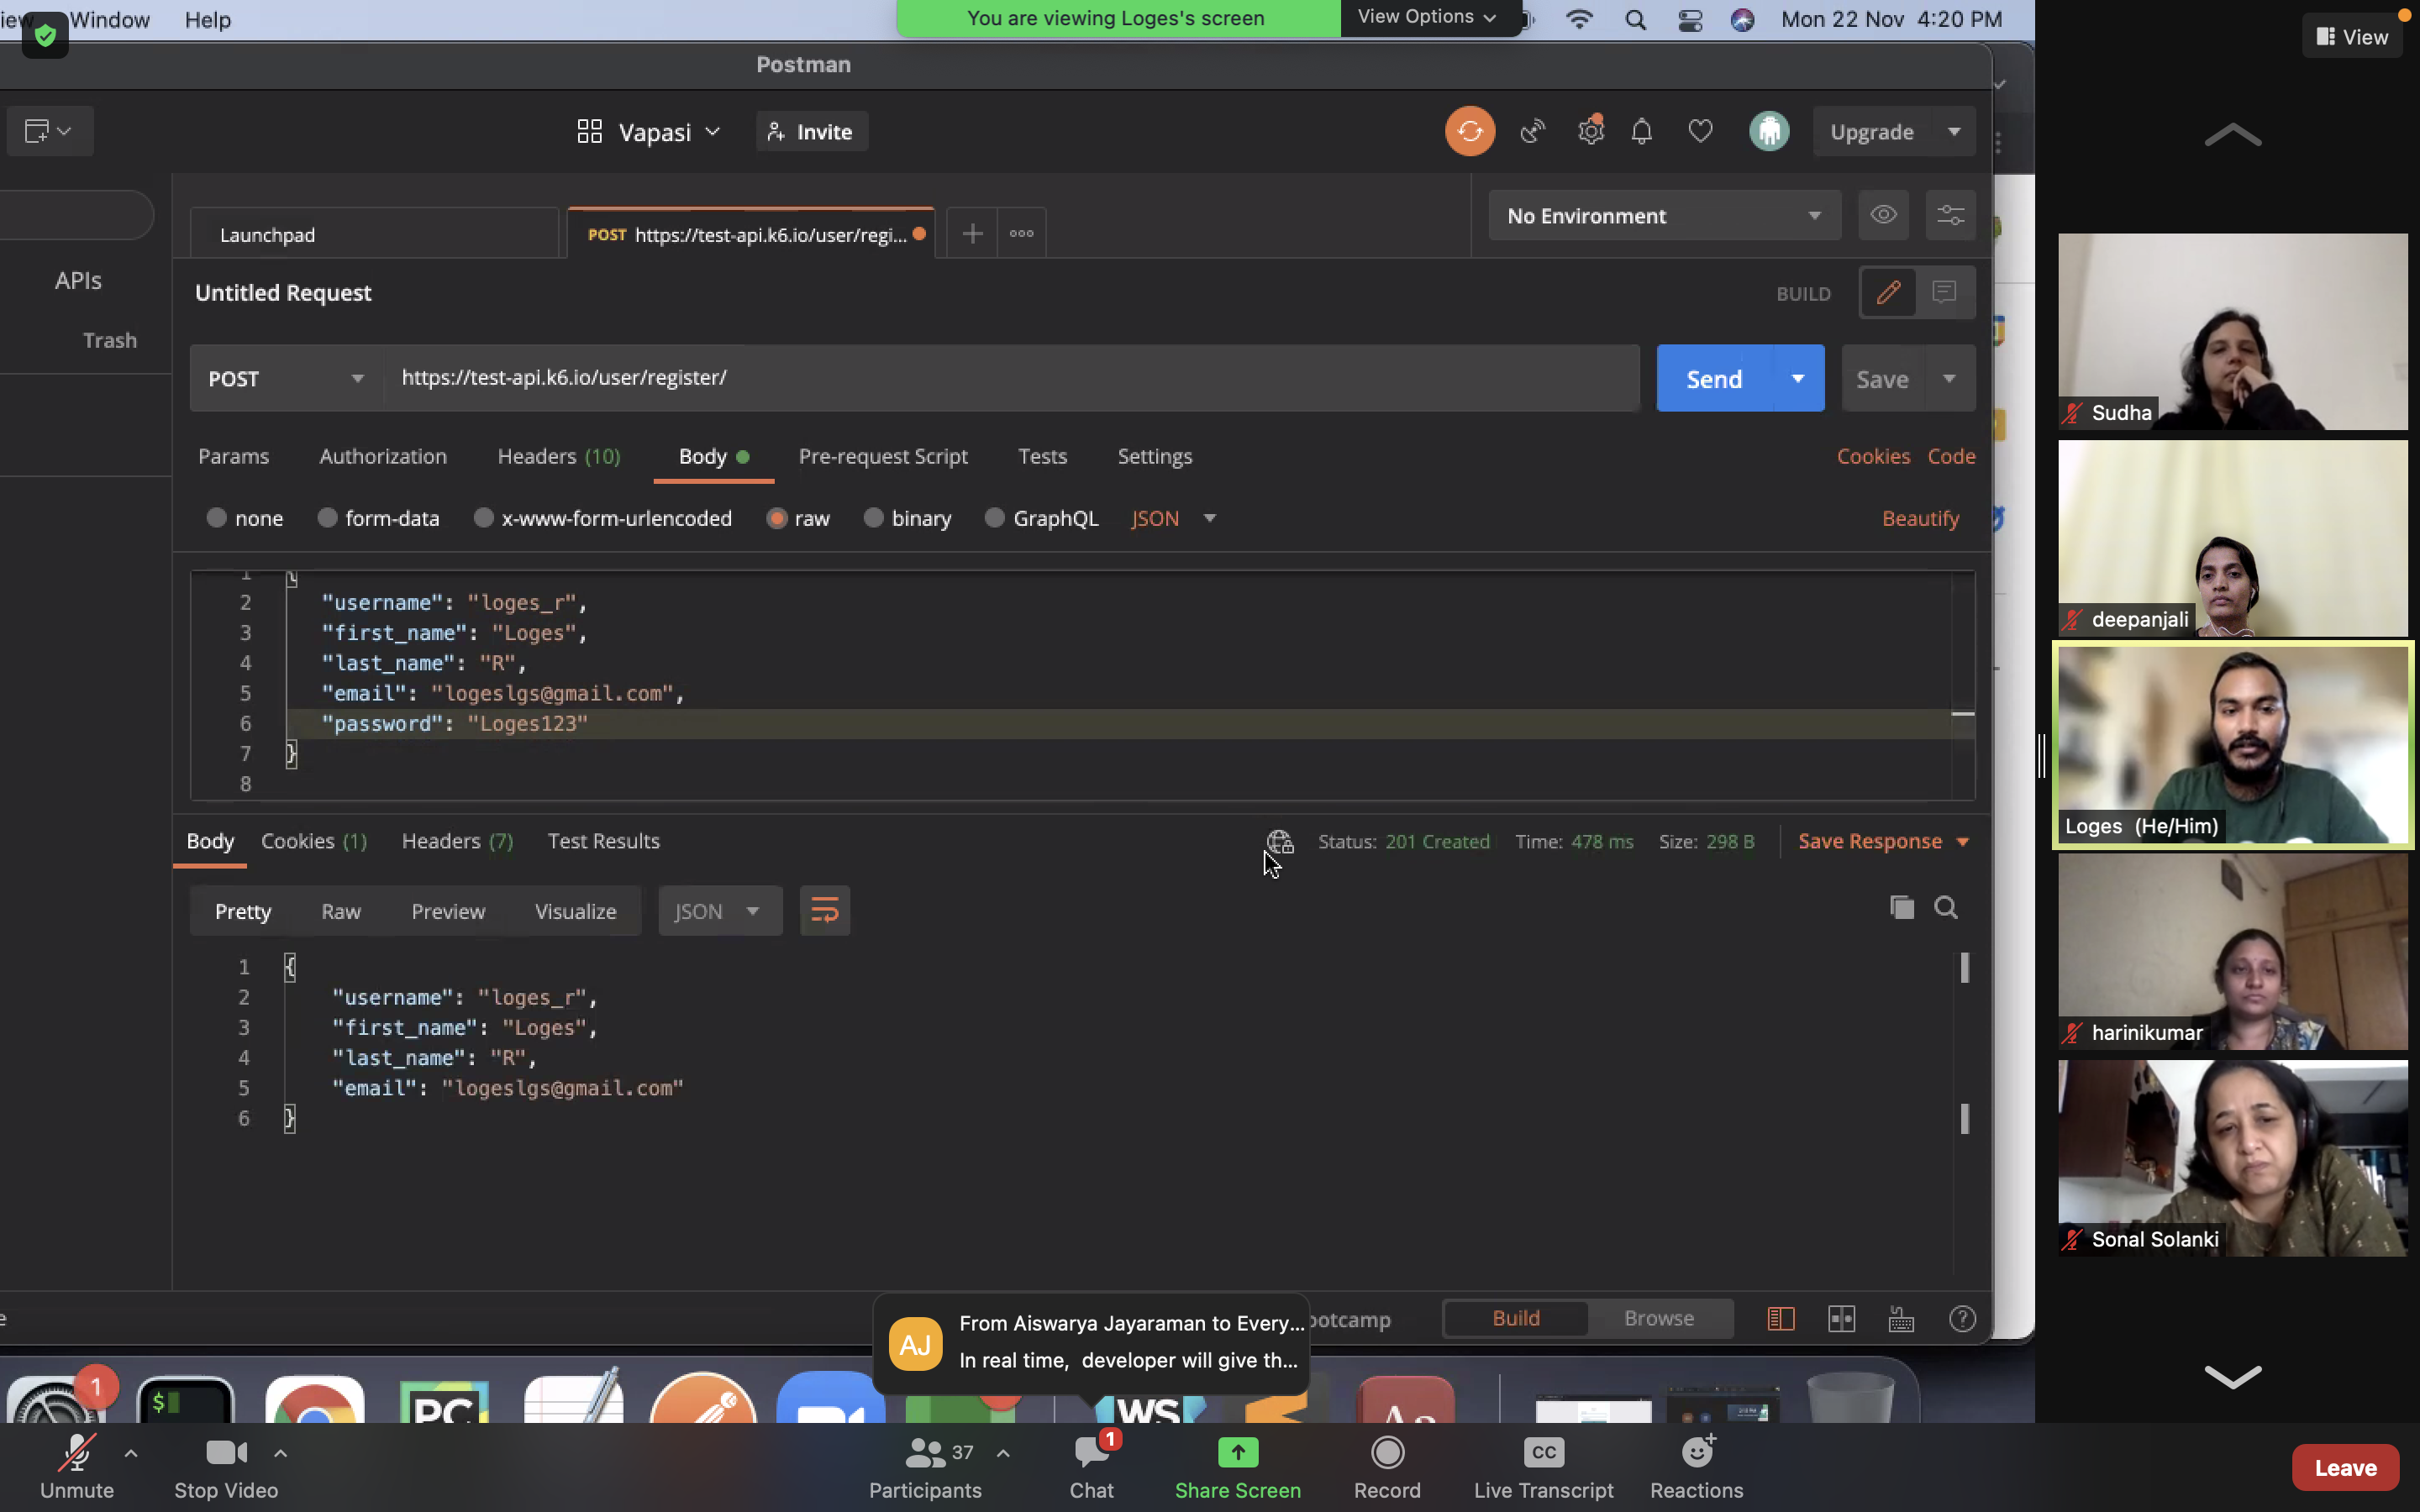 Window Help
You are viewing Loges's screen View Options
Mon 22 Nov 4:20 PM
View
Postman
Vapasi Invite Upgrade
Launchpad POST https://test-api.k6.io/user/regi... No Environment
APIs
Trash
Untitled Request BUILD
POST https://test-api.k6.io/user/register/ Send Save
Params Authorization Headers (10) Body Pre-request Script Tests Settings Cookies Code
none form-data x-www-form-urlencoded raw binary GraphQL JSON Beautify
1 {
2 "username": "loges_r",
3 "first_name": "Loges",
4 "last_name": "R",
5 "email": "logeslgs@gmail.com",
6 "password": "Loges123"
7 }
8
Body Cookies (1) Headers (7) Test Results Status: 201 Created Time: 478 ms Size: 298 B Save Response
Pretty Raw Preview Visualize JSON
1 {
2 "username": "loges_r",
3 "first_name": "Loges",
4 "last_name": "R",
5 "email": "logeslgs@gmail.com"
6 }
Build Browse
From Aiswarya Jayaraman to Every...
AJ
In real time, developer will give th...
Sudha
deepanjali
Loges (He/Him)
harinikumar
Sonal Solanki
1 $ PC WS Aa
37 1 CC
Unmute Stop Video Participants Chat Share Screen Record Live Transcript Reactions Leave